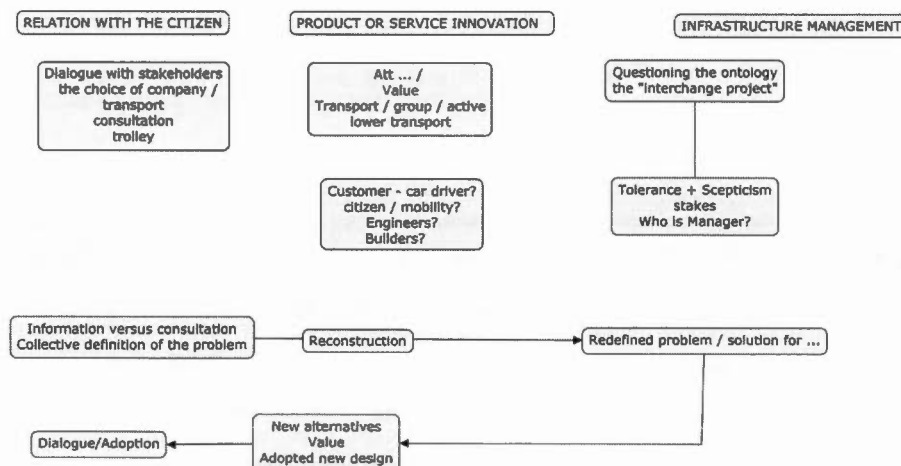 RELATION WITH THE CITIZEN
PRODUCT OR SERVICE INNOVATION
INFRASTRUCTURE MANAGEMENT
Dialogue with stakeholders
the choice of company /
transport
consultation
trolley
Att ... /
Value
Transport / group / active
lower transport
Questioning the ontology
the "interchange project"
Customer - car driver?
citizen / mobility?
Engineers?
Builders?
Tolerance + Scepticism
stakes
Who is Manager?
Information versus consultation
Collective definition of the problem
Reconstruction
Redefined problem / solution for ...
Dialogue/Adoption
New alternatives
Value
Adopted new design